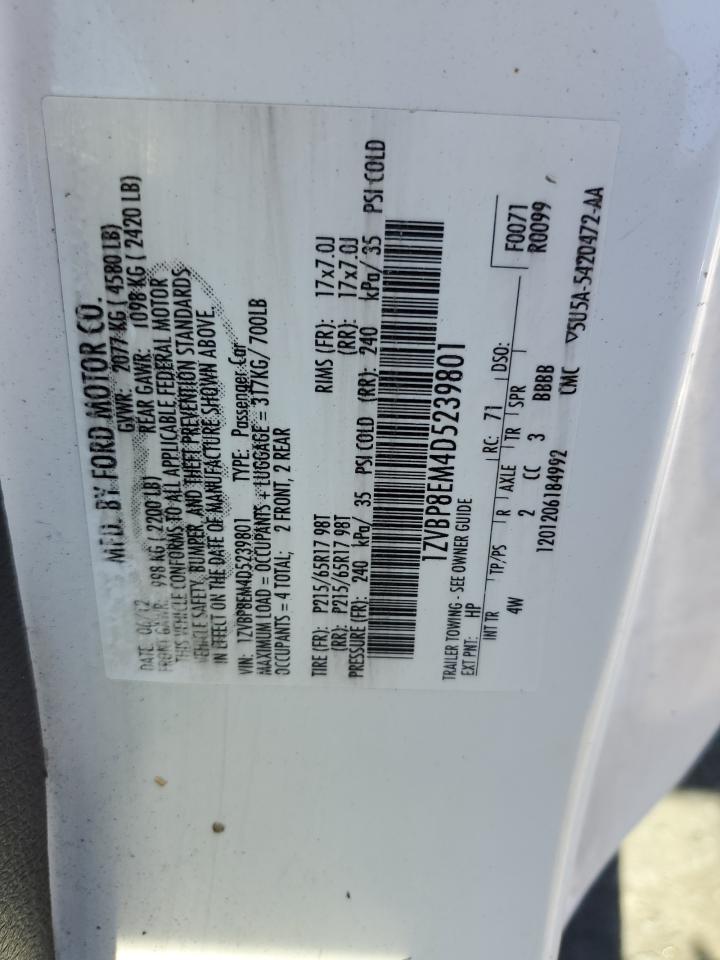 MFD. BY FORD MOTOR CO.
DATE: 06/12 GVWR: 2077 KG ( 4580 LB)
FRONT GAWR: 998 KG ( 2200 LB) REAR GAWR: 1098 KG ( 2420 LB)
THIS VEHICLE CONFORMS TO ALL APPLICABLE FEDERAL MOTOR
VEHICLE SAFETY, BUMPER, AND THEFT PREVENTION STANDARDS
IN EFFECT ON THE DATE OF MANUFACTURE SHOWN ABOVE.
VIN: 1ZVBP8EM4D5239801 TYPE: Passenger Car
MAXIMUM LOAD = OCCUPANTS + LUGGAGE = 317KG/ 700LB
OCCUPANTS = 4 TOTAL; 2 FRONT, 2 REAR
TIRE (FR): P215/65R17 98T RIMS (FR): 17x7.0J
(RR): P215/65R17 98T (RR): 17x7.0J
PRESSURE (FR): 240 kPa/ 35 PSI COLD (RR): 240 kPa/ 35 PSI COLD
1ZVBP8EM4D5239801
TRAILER TOWING - SEE OWNER GUIDE
EXT PNT: HP RC: 71 DSO: F0071
R0099
INT TR TP/PS R AXLE TR SPR
4W 2 CC 3 BBBB
1201206184992 CMC
▽5U5A-5420472-AA